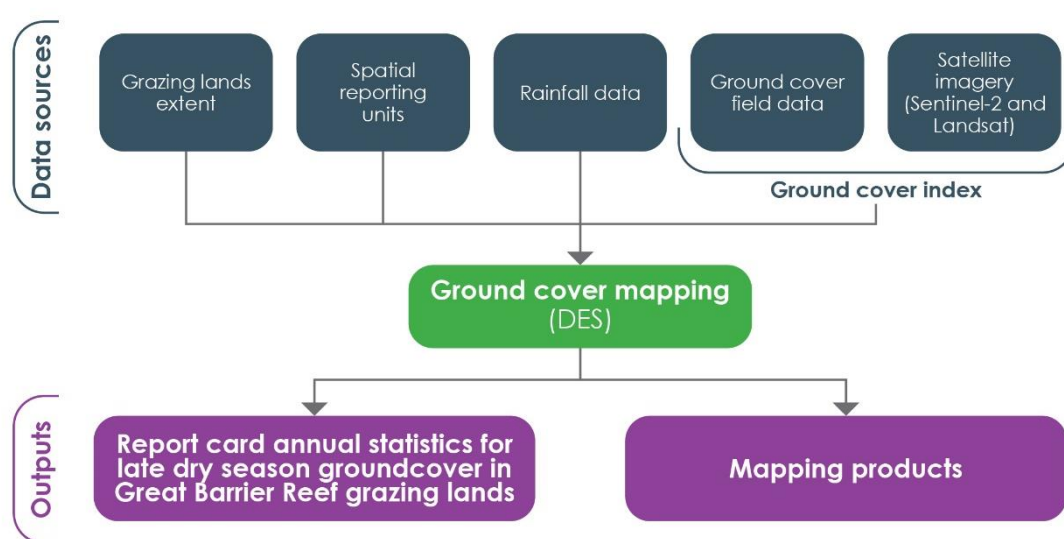 Data sources
Grazing lands
extent
Spatial
reporting
units
Rainfall data
Ground cover
field data
Satellite
imagery
(Sentinel-2 and
Landsat)
Ground cover index
Ground cover mapping
(DES)
Outputs
Report card annual statistics for
late dry season groundcover in
Great Barrier Reef grazing lands
Mapping products